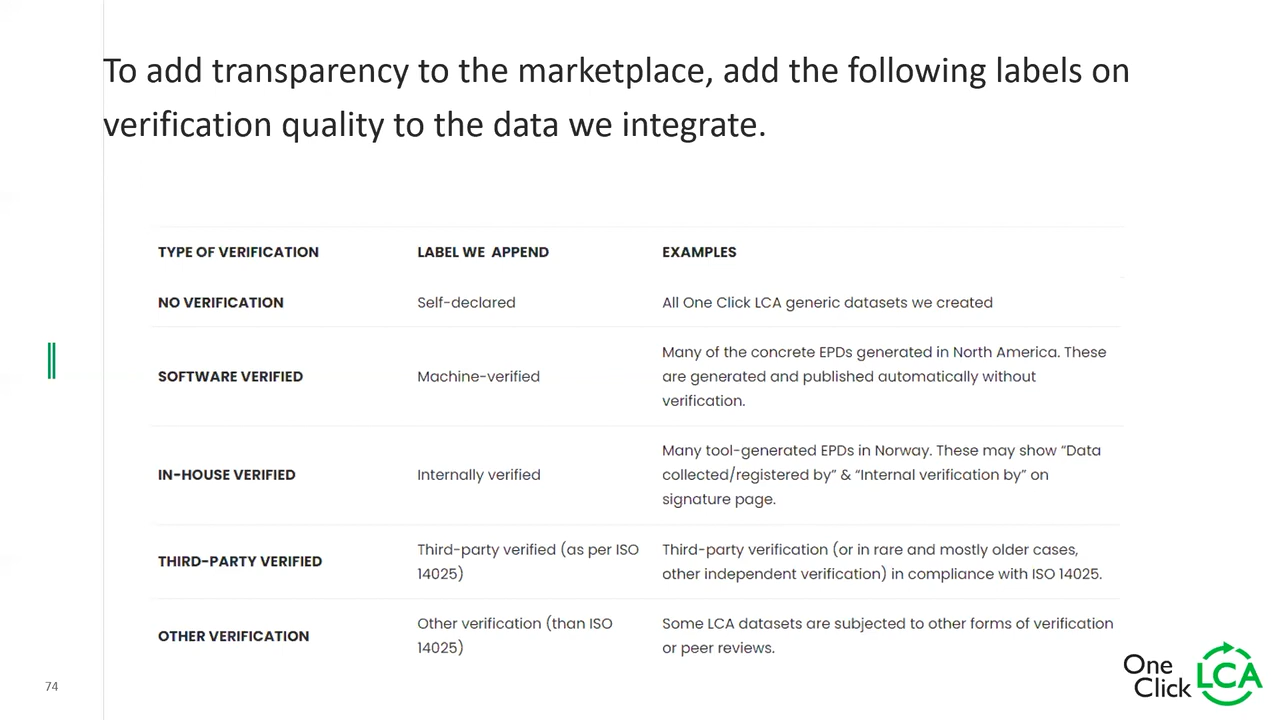 To add transparency to the marketplace, add the following labels on
verification quality to the data we integrate.
TYPE OF VERIFICATION LABEL WE APPEND EXAMPLES
NO VERIFICATION Self-declared All One Click LCA generic datasets we created
SOFTWARE VERIFIED Machine-verified Many of the concrete EPDs generated in North America. These
are generated and published automatically without
verification.
IN-HOUSE VERIFIED Internally verified Many tool-generated EPDs in Norway. These may show “Data
collected/registered by” & “Internal verification by” on
signature page.
THIRD-PARTY VERIFIED Third-party verified (as per ISO
14025)
Third-party verification (or in rare and mostly older cases,
other independent verification) in compliance with ISO 14025.
OTHER VERIFICATION Other verification (than ISO
14025)
Some LCA datasets are subjected to other forms of verification
or peer reviews.
74
One
Click
LCA